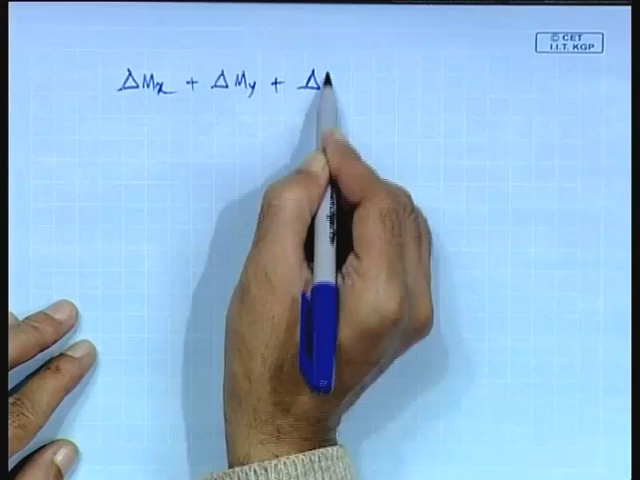 © CET
I.I.T. KGP
ΔMx + ΔMy + Δ